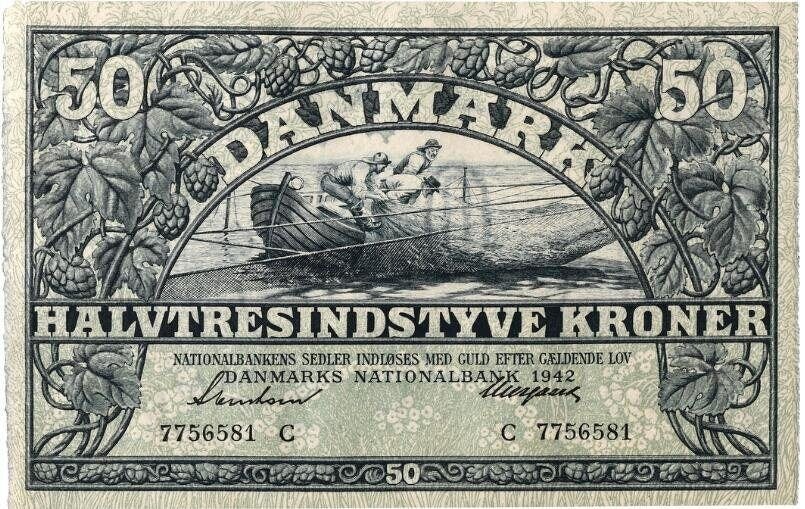 50 50
DANMARK
HALVTRESINDSTYVE KRONER
NATIONALBANKENS SEDLER INDLØSES MED GULD EFTER GÆLDENDE LOV
DANMARKS NATIONALBANK 1942
7756581 C C 7756581
50